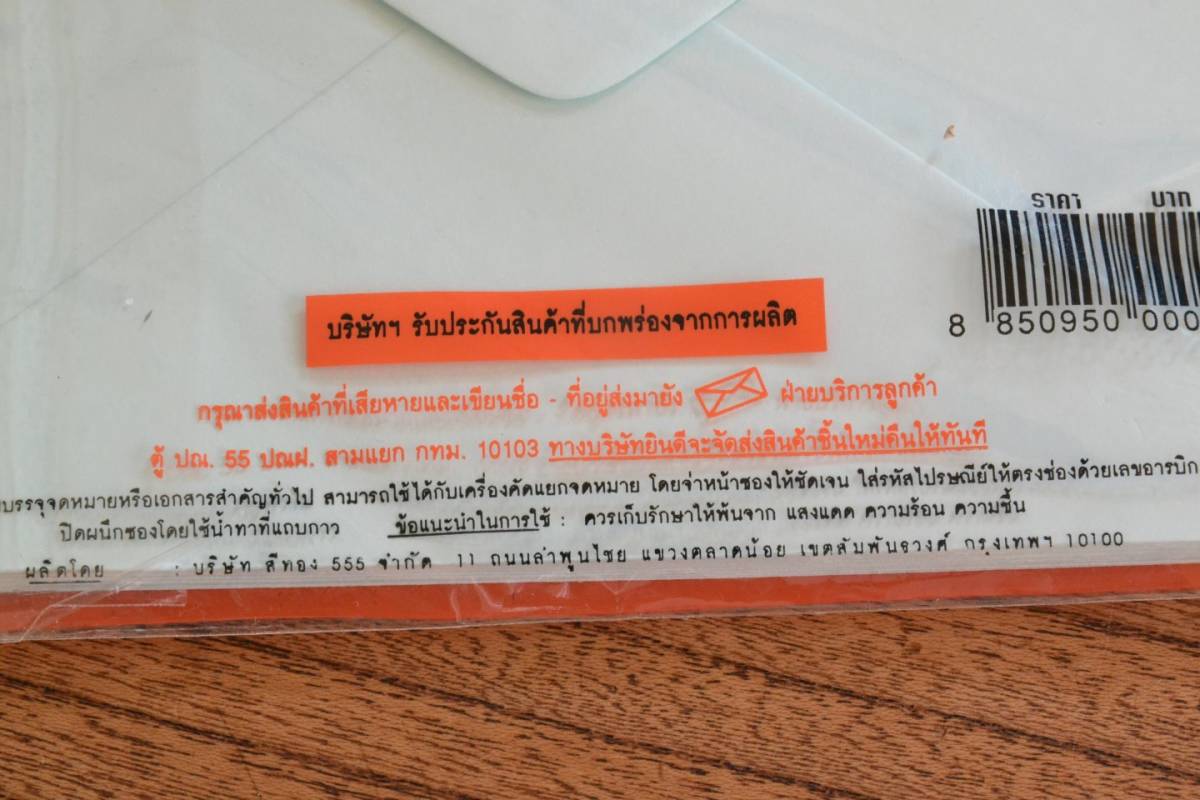 ราคา บาท
8 850950 000
บริษัทฯ รับประกันสินค้าที่บกพร่องจากการผลิต
กรุณาส่งสินค้าที่เสียหายและเขียนชื่อ - ที่อยู่ส่งมายัง ฝ่ายบริการลูกค้า
ตู้ ปณ. 55 ปณฝ. สามแยก กทม. 10103 ทางบริษัทยินดีจะจัดส่งสินค้าชิ้นใหม่คืนให้ทันที
บรรจุจดหมายหรือเอกสารสำคัญทั่วไป สามารถใช้ได้กับเครื่องคัดแยกจดหมาย โดยจ่าหน้าซองให้ชัดเจน ใส่รหัสไปรษณีย์ให้ตรงช่องด้วยเลขอารบิก
ปิดผนึกซองโดยใช้น้ำทาที่แถบกาว ข้อแนะนำในการใช้ : ควรเก็บรักษาให้พ้นจาก แสงแดด ความร้อน ความชื้น
ผลิตโดย : บริษัท สีทอง 555 จำกัด 11 ถนนลำพูนไชย แขวงตลาดน้อย เขตสัมพันธวงศ์ กรุงเทพฯ 10100